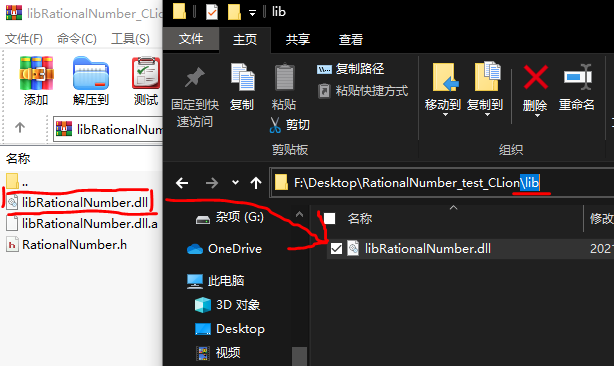 libRationalNumber_CLion
文件(F) 命令(C) 工具(S)
添加 解压到 测试
libRationalNum
名称
..
libRationalNumber.dll
libRationalNumber.dll.a
RationalNumber.h
lib
文件 主页 共享 查看
固定到快速访问
复制
粘贴
复制路径
粘贴快捷方式
剪切
剪贴板
移动到 复制到 删除 重命名
组织
F:\Desktop\RationalNumber_test_CLion\lib
杂项 (G:)
OneDrive
此电脑
3D 对象
Desktop
视频
名称 修改
libRationalNumber.dll 2021